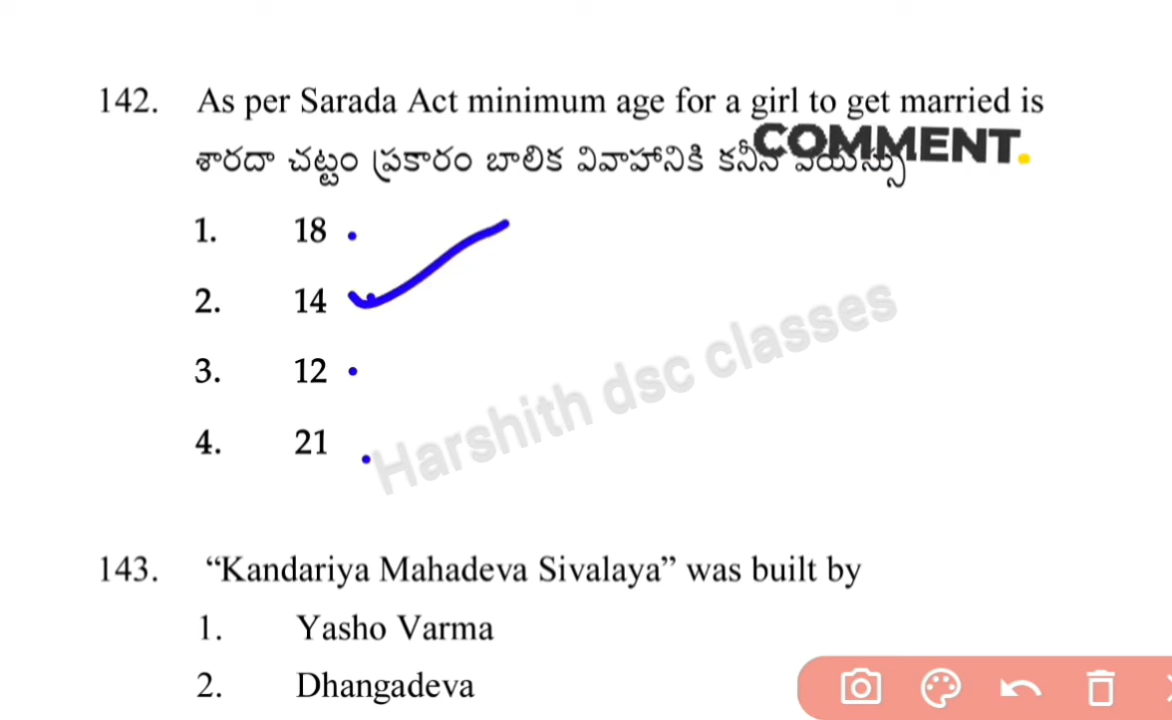 142. As per Sarada Act minimum age for a girl to get married is
శారదా చట్టం ప్రకారం బాలిక వివాహానికి కనీస వయస్సు
COMMENT.
1. 18
2. 14
3. 12
4. 21
Harshith dsc classes
143. “Kandariya Mahadeva Sivalaya” was built by
1. Yasho Varma
2. Dhangadeva